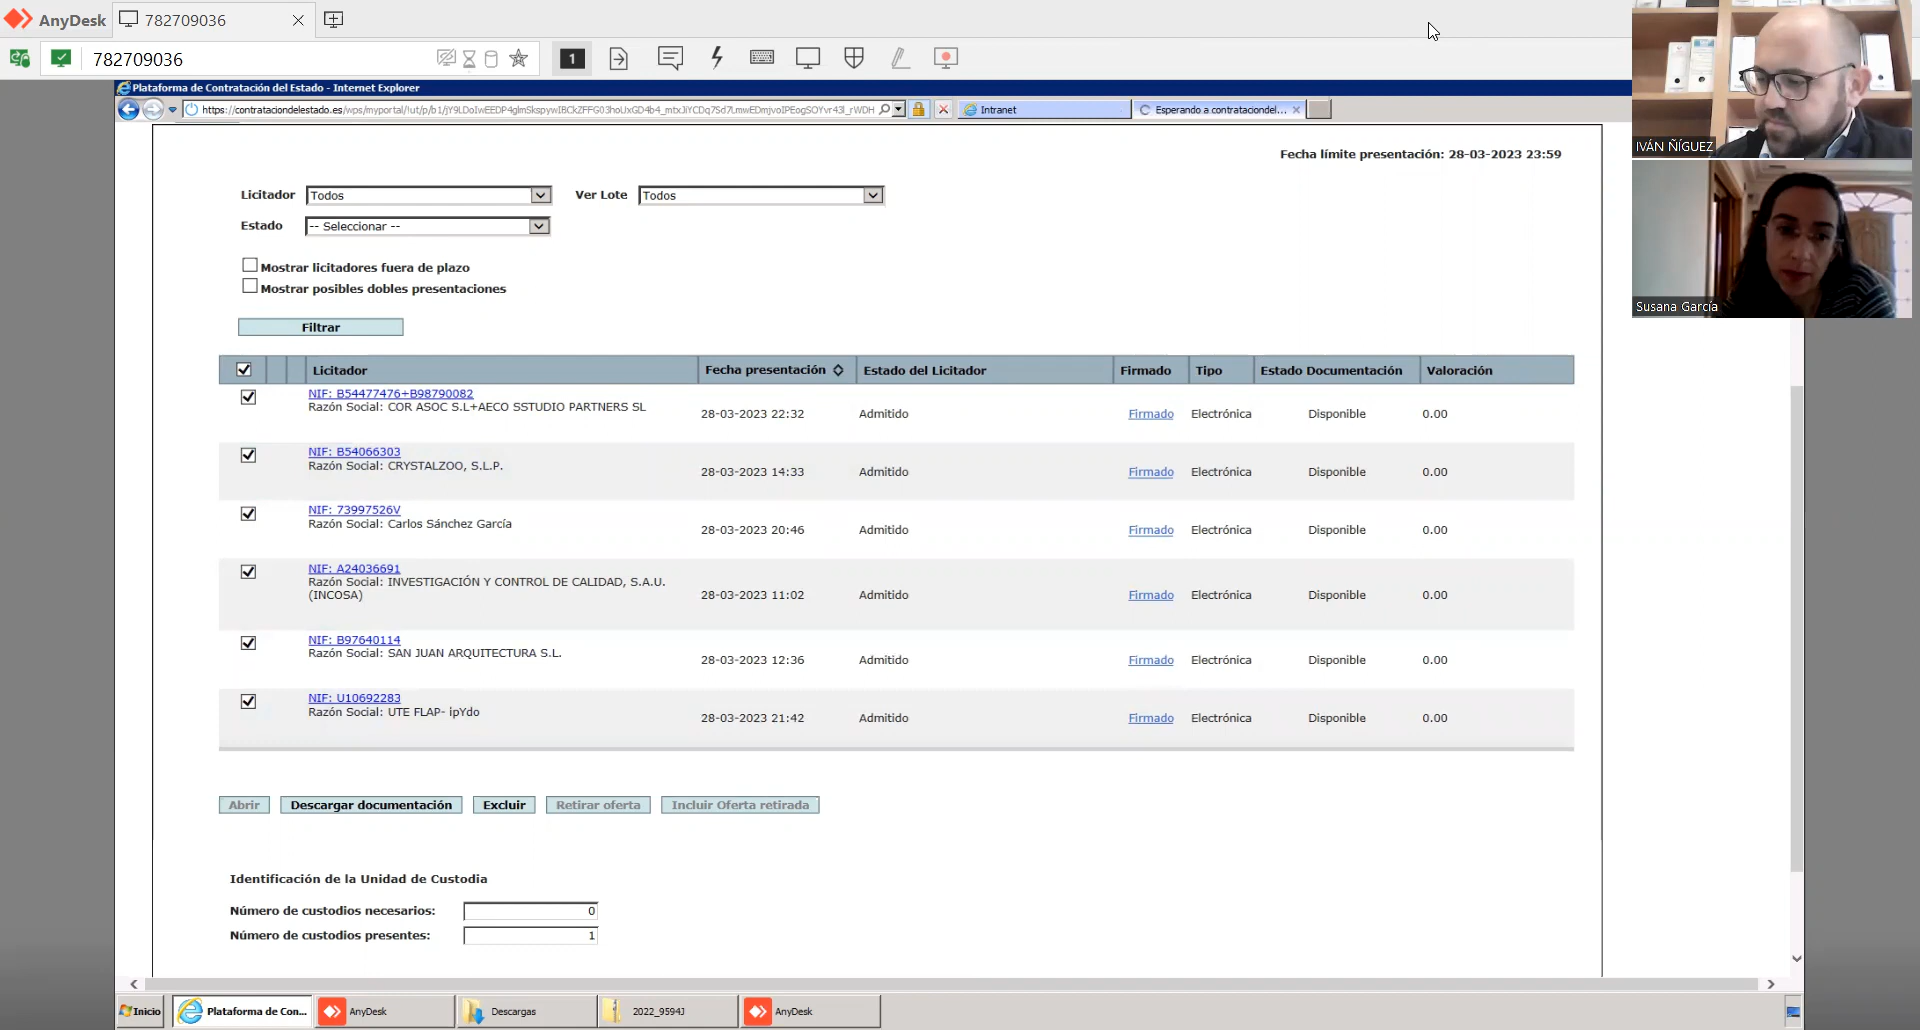 AnyDesk
782709036
782709036
1
Plataforma de Contratación del Estado - Internet Explorer
Intranet
Esperando a contrataciondel...
IVÁN ÑÍGUEZ
Susana García
Fecha límite presentación: 28-03-2023 23:59
Licitador Todos Ver Lote Todos
Estado -- Seleccionar --
Mostrar licitadores fuera de plazo
Mostrar posibles dobles presentaciones
Filtrar
Licitador Fecha presentación Estado del Licitador Firmado Tipo Estado Documentación Valoración
NIF: B54477476+B98790082
Razón Social: COR ASOC S.L+AECO SSTUDIO PARTNERS SL
28-03-2023 22:32 Admitido Firmado Electrónica Disponible 0.00
NIF: B54066303
Razón Social: CRYSTALZOO, S.L.P.
28-03-2023 14:33 Admitido Firmado Electrónica Disponible 0.00
NIF: 73997526V
Razón Social: Carlos Sánchez García
28-03-2023 20:46 Admitido Firmado Electrónica Disponible 0.00
NIF: A24036691
Razón Social: INVESTIGACIÓN Y CONTROL DE CALIDAD, S.A.U.
(INCOSA)
28-03-2023 11:02 Admitido Firmado Electrónica Disponible 0.00
NIF: B97640114
Razón Social: SAN JUAN ARQUITECTURA S.L.
28-03-2023 12:36 Admitido Firmado Electrónica Disponible 0.00
NIF: U10692283
Razón Social: UTE FLAP- ipYdo
28-03-2023 21:42 Admitido Firmado Electrónica Disponible 0.00
Abrir Descargar documentación Excluir Retirar oferta Incluir Oferta retirada
Identificación de la Unidad de Custodia
Número de custodios necesarios: 0
Número de custodios presentes: 1
Inicio Plataforma de Con... AnyDesk Descargas 2022_9594J AnyDesk